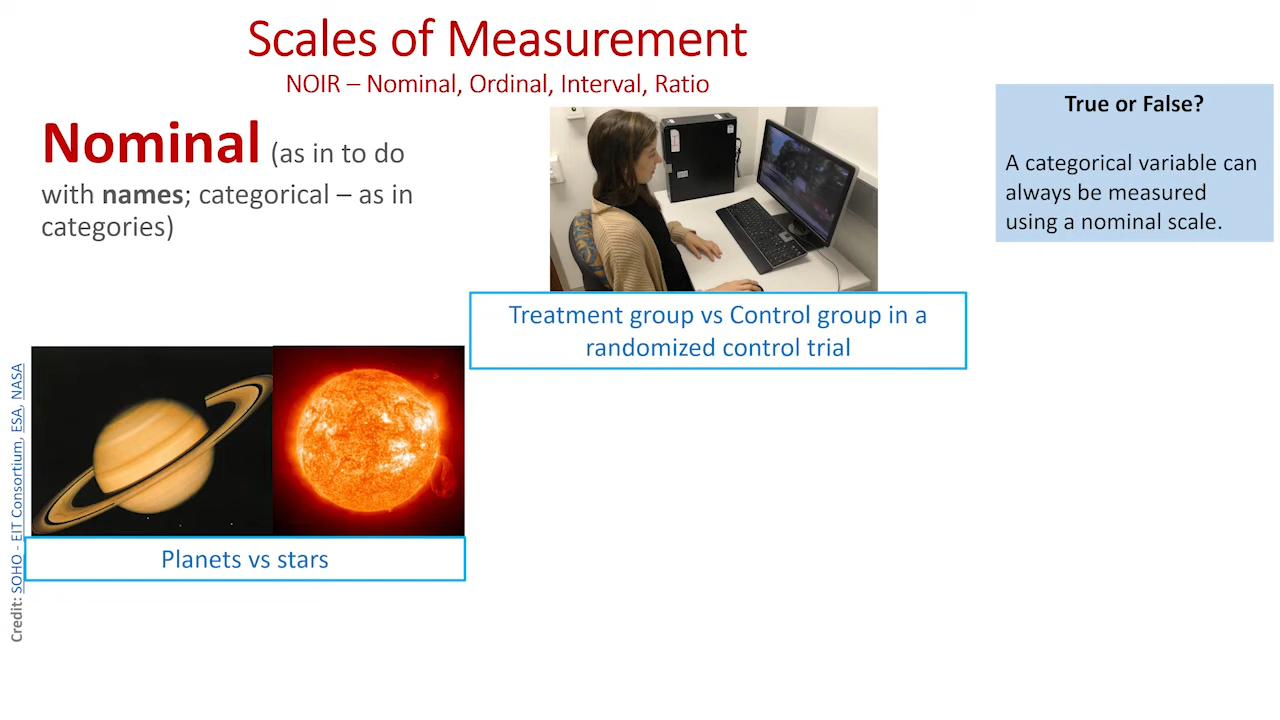 Scales of Measurement
NOIR – Nominal, Ordinal, Interval, Ratio
Nominal (as in to do
with names; categorical – as in
categories)
True or False?
A categorical variable can
always be measured
using a nominal scale.
Treatment group vs Control group in a
randomized control trial
Planets vs stars
Credit: SOHO - EIT Consortium, ESA, NASA